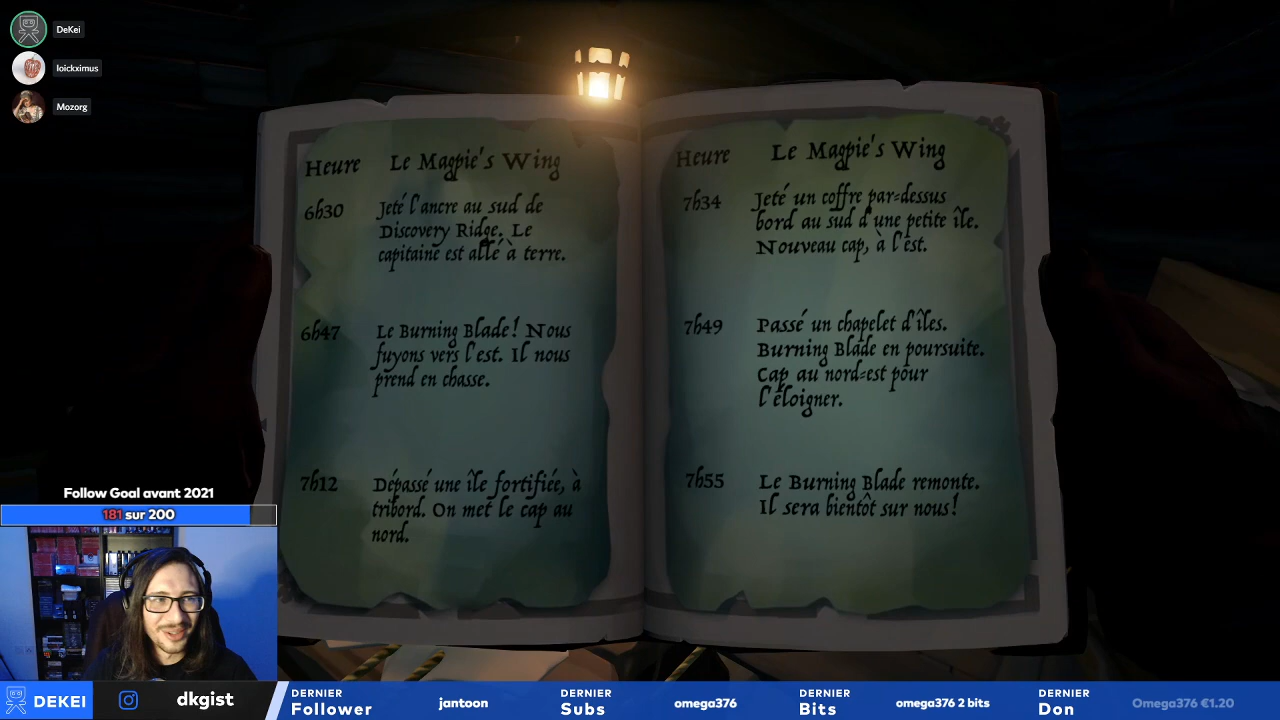 DeKei
loickximus
Mozorg
Heure Le Magpie's Wing
6h30 Jeté l'ancre au sud de
Discovery Ridge. Le
capitaine est allé à terre.
6h47 Le Burning Blade! Nous
fuyons vers l'est. Il nous
prend en chasse.
7h12 Dépassé une île fortifiée, à
tribord. On met le cap au
nord.
Heure Le Magpie's Wing
7h34 Jeté un coffre par-dessus
bord au sud d'une petite île.
Nouveau cap, à l'est.
7h49 Passé un chapelet d'îles.
Burning Blade en poursuite.
Cap au nord-est pour
l'éloigner.
7h55 Le Burning Blade remonte.
Il sera bientôt sur nous!
Follow Goal avant 2021
181 sur 200
DEKEI
dkgist
DERNIER
Follower
jantoon
DERNIER
Subs
omega376
DERNIER
Bits
omega376 2 bits
DERNIER
Don
Omega376 €1.20